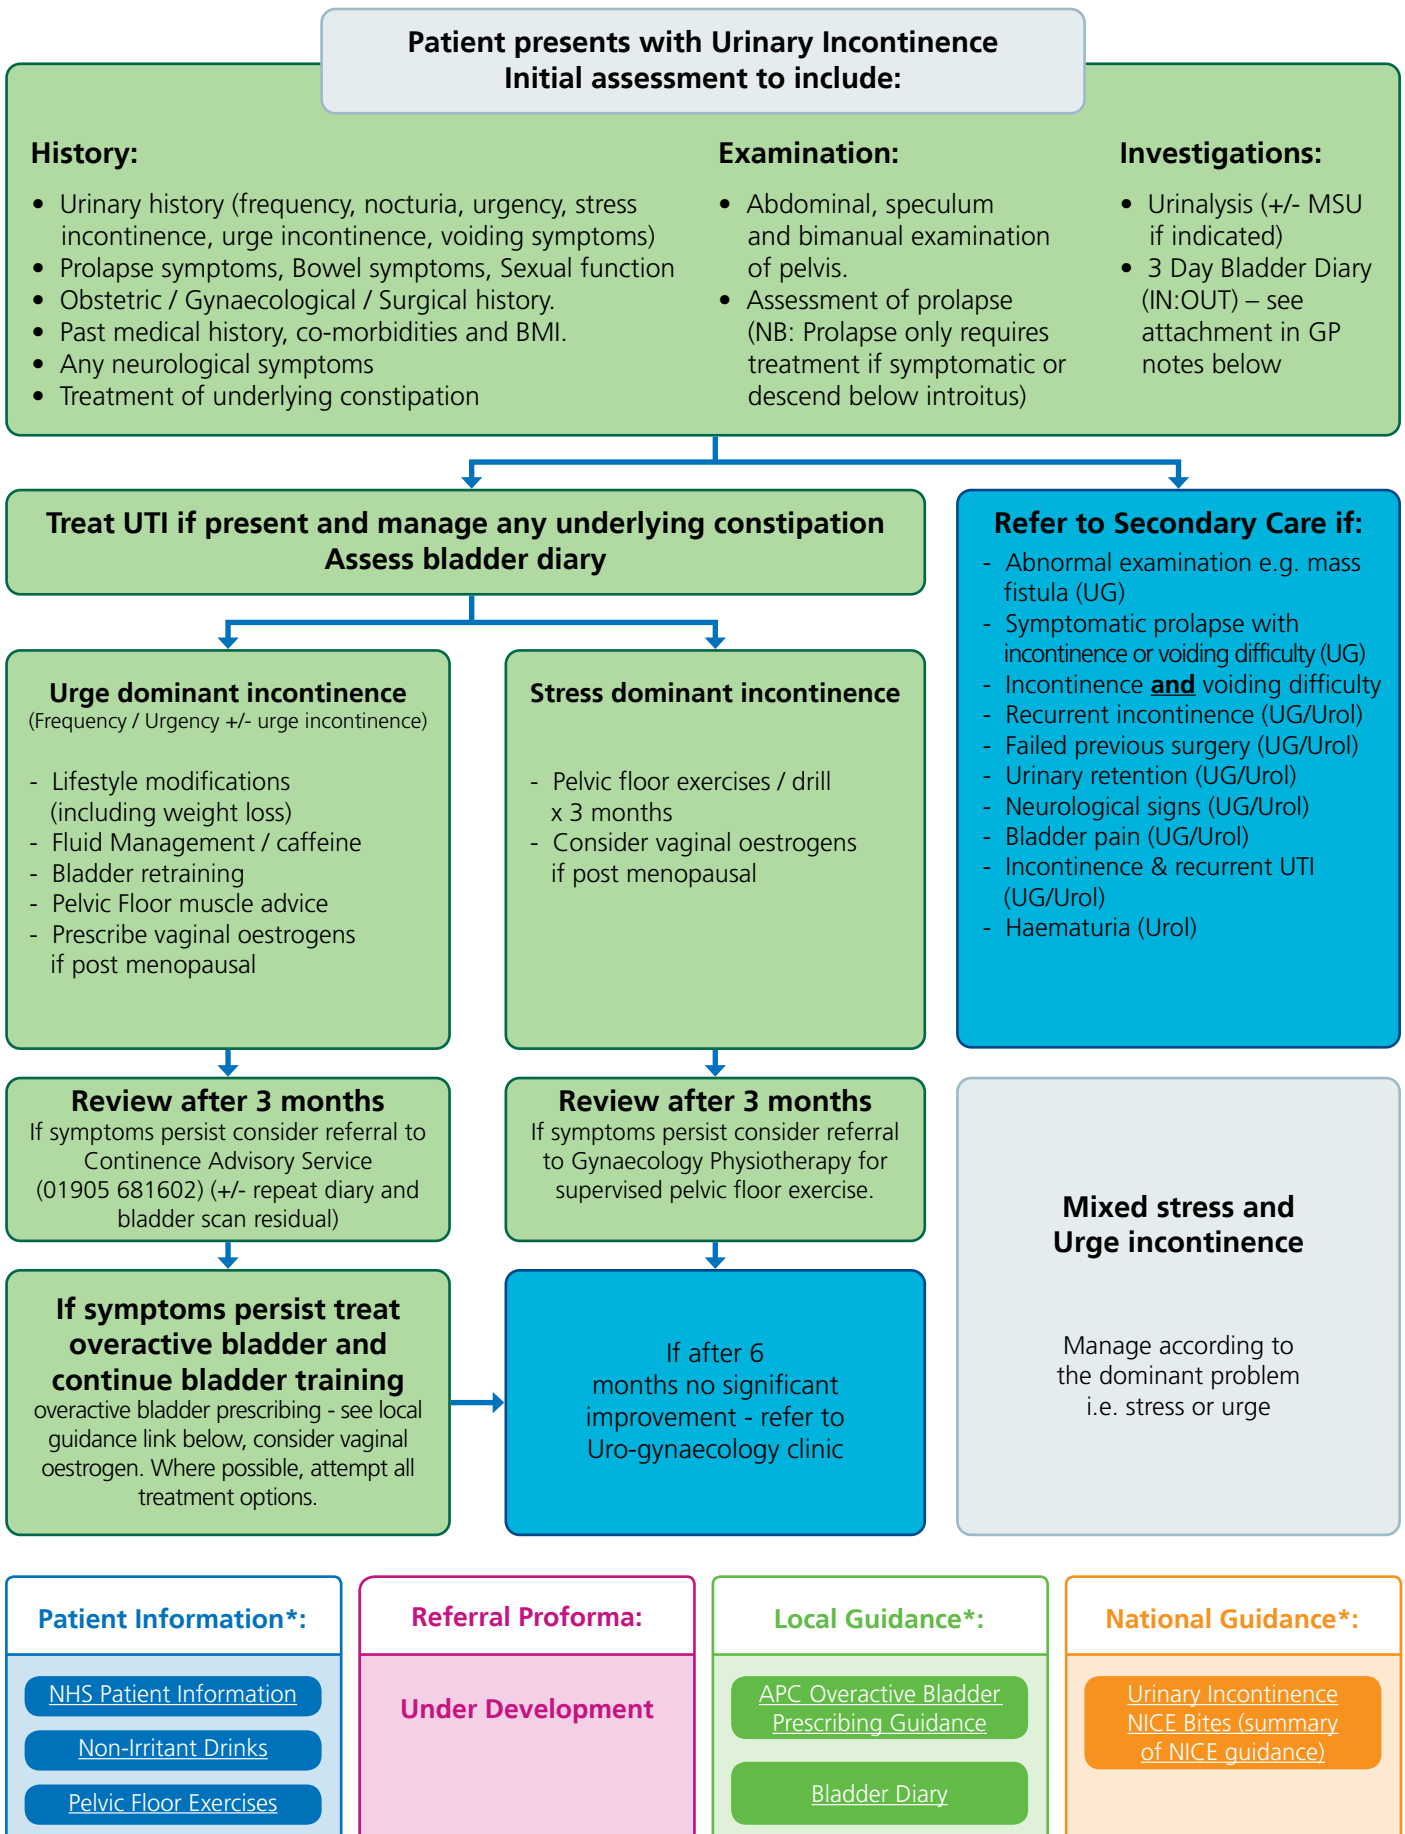 Patient presents with Urinary Incontinence
Initial assessment to include:
History:
• Urinary history (frequency, nocturia, urgency, stress
incontinence, urge incontinence, voiding symptoms)
• Prolapse symptoms, Bowel symptoms, Sexual function
• Obstetric / Gynaecological / Surgical history.
• Past medical history, co-morbidities and BMI.
• Any neurological symptoms
• Treatment of underlying constipation
Examination:
• Abdominal, speculum
and bimanual examination
of pelvis.
• Assessment of prolapse
(NB: Prolapse only requires
treatment if symptomatic or
descend below introitus)
Investigations:
• Urinalysis (+/- MSU
if indicated)
• 3 Day Bladder Diary
(IN:OUT) – see
attachment in GP
notes below
Treat UTI if present and manage any underlying constipation
Assess bladder diary
Refer to Secondary Care if:
- Abnormal examination e.g. mass
fistula (UG)
- Symptomatic prolapse with
incontinence or voiding difficulty (UG)
- Incontinence and voiding difficulty
- Recurrent incontinence (UG/Urol)
- Failed previous surgery (UG/Urol)
- Urinary retention (UG/Urol)
- Neurological signs (UG/Urol)
- Bladder pain (UG/Urol)
- Incontinence & recurrent UTI
(UG/Urol)
- Haematuria (Urol)
Urge dominant incontinence
(Frequency / Urgency +/- urge incontinence)
- Lifestyle modifications
(including weight loss)
- Fluid Management / caffeine
- Bladder retraining
- Pelvic Floor muscle advice
- Prescribe vaginal oestrogens
if post menopausal
Stress dominant incontinence
- Pelvic floor exercises / drill
x 3 months
- Consider vaginal oestrogens
if post menopausal
Review after 3 months
If symptoms persist consider referral to
Continence Advisory Service
(01905 681602) (+/- repeat diary and
bladder scan residual)
Review after 3 months
If symptoms persist consider referral
to Gynaecology Physiotherapy for
supervised pelvic floor exercise.
Mixed stress and
Urge incontinence
Manage according to
the dominant problem
i.e. stress or urge
If symptoms persist treat
overactive bladder and
continue bladder training
overactive bladder prescribing - see local
guidance link below, consider vaginal
oestrogen. Where possible, attempt all
treatment options.
If after 6
months no significant
improvement - refer to
Uro-gynaecology clinic
Patient Information*:
NHS Patient Information
Non-Irritant Drinks
Pelvic Floor Exercises
Referral Proforma:
Under Development
Local Guidance*:
APC Overactive Bladder
Prescribing Guidance
Bladder Diary
National Guidance*:
Urinary Incontinence
NICE Bites (summary
of NICE guidance)